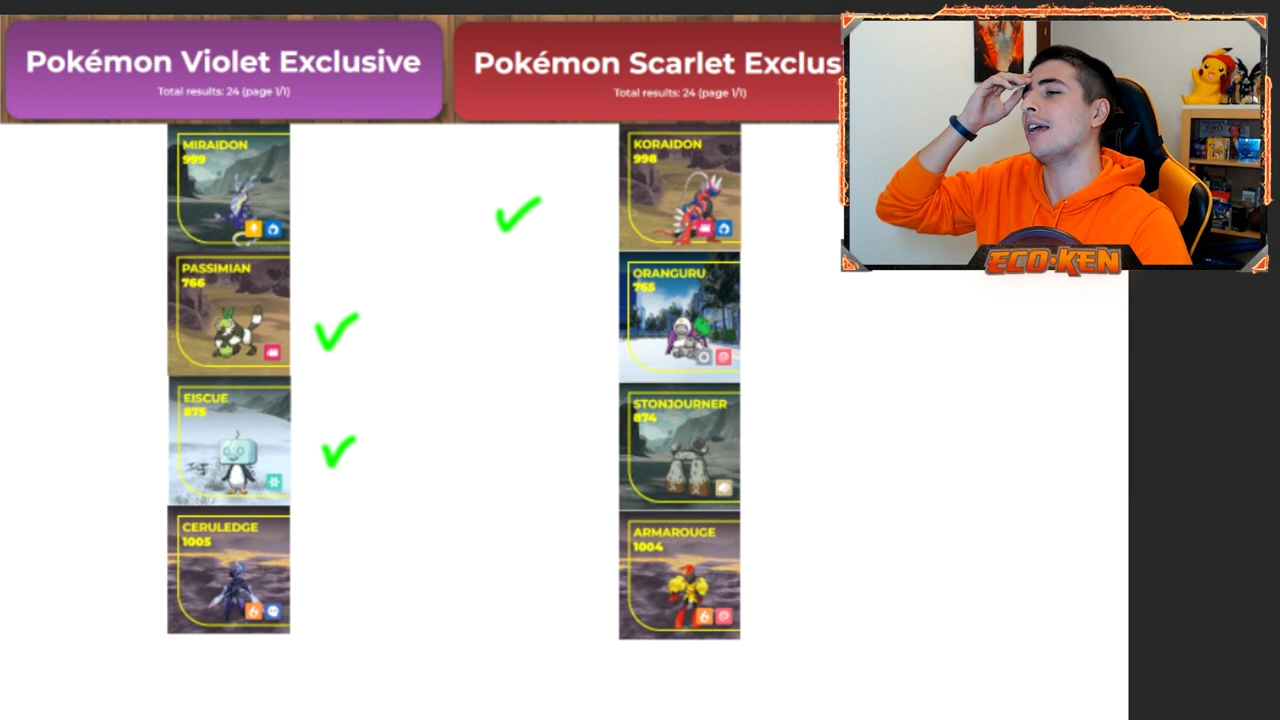 Pokémon Violet Exclusive
Total results: 24 (page 1/1)
Pokémon Scarlet Exclus
Total results: 24 (page 1/1)
MIRAIDON
999
PASSIMIAN
766
EISCUE
875
CERULEDGE
1005
KORAIDON
998
ORANGURU
765
STONJOURNER
874
ARMAROUGE
1004
ECO·KEN